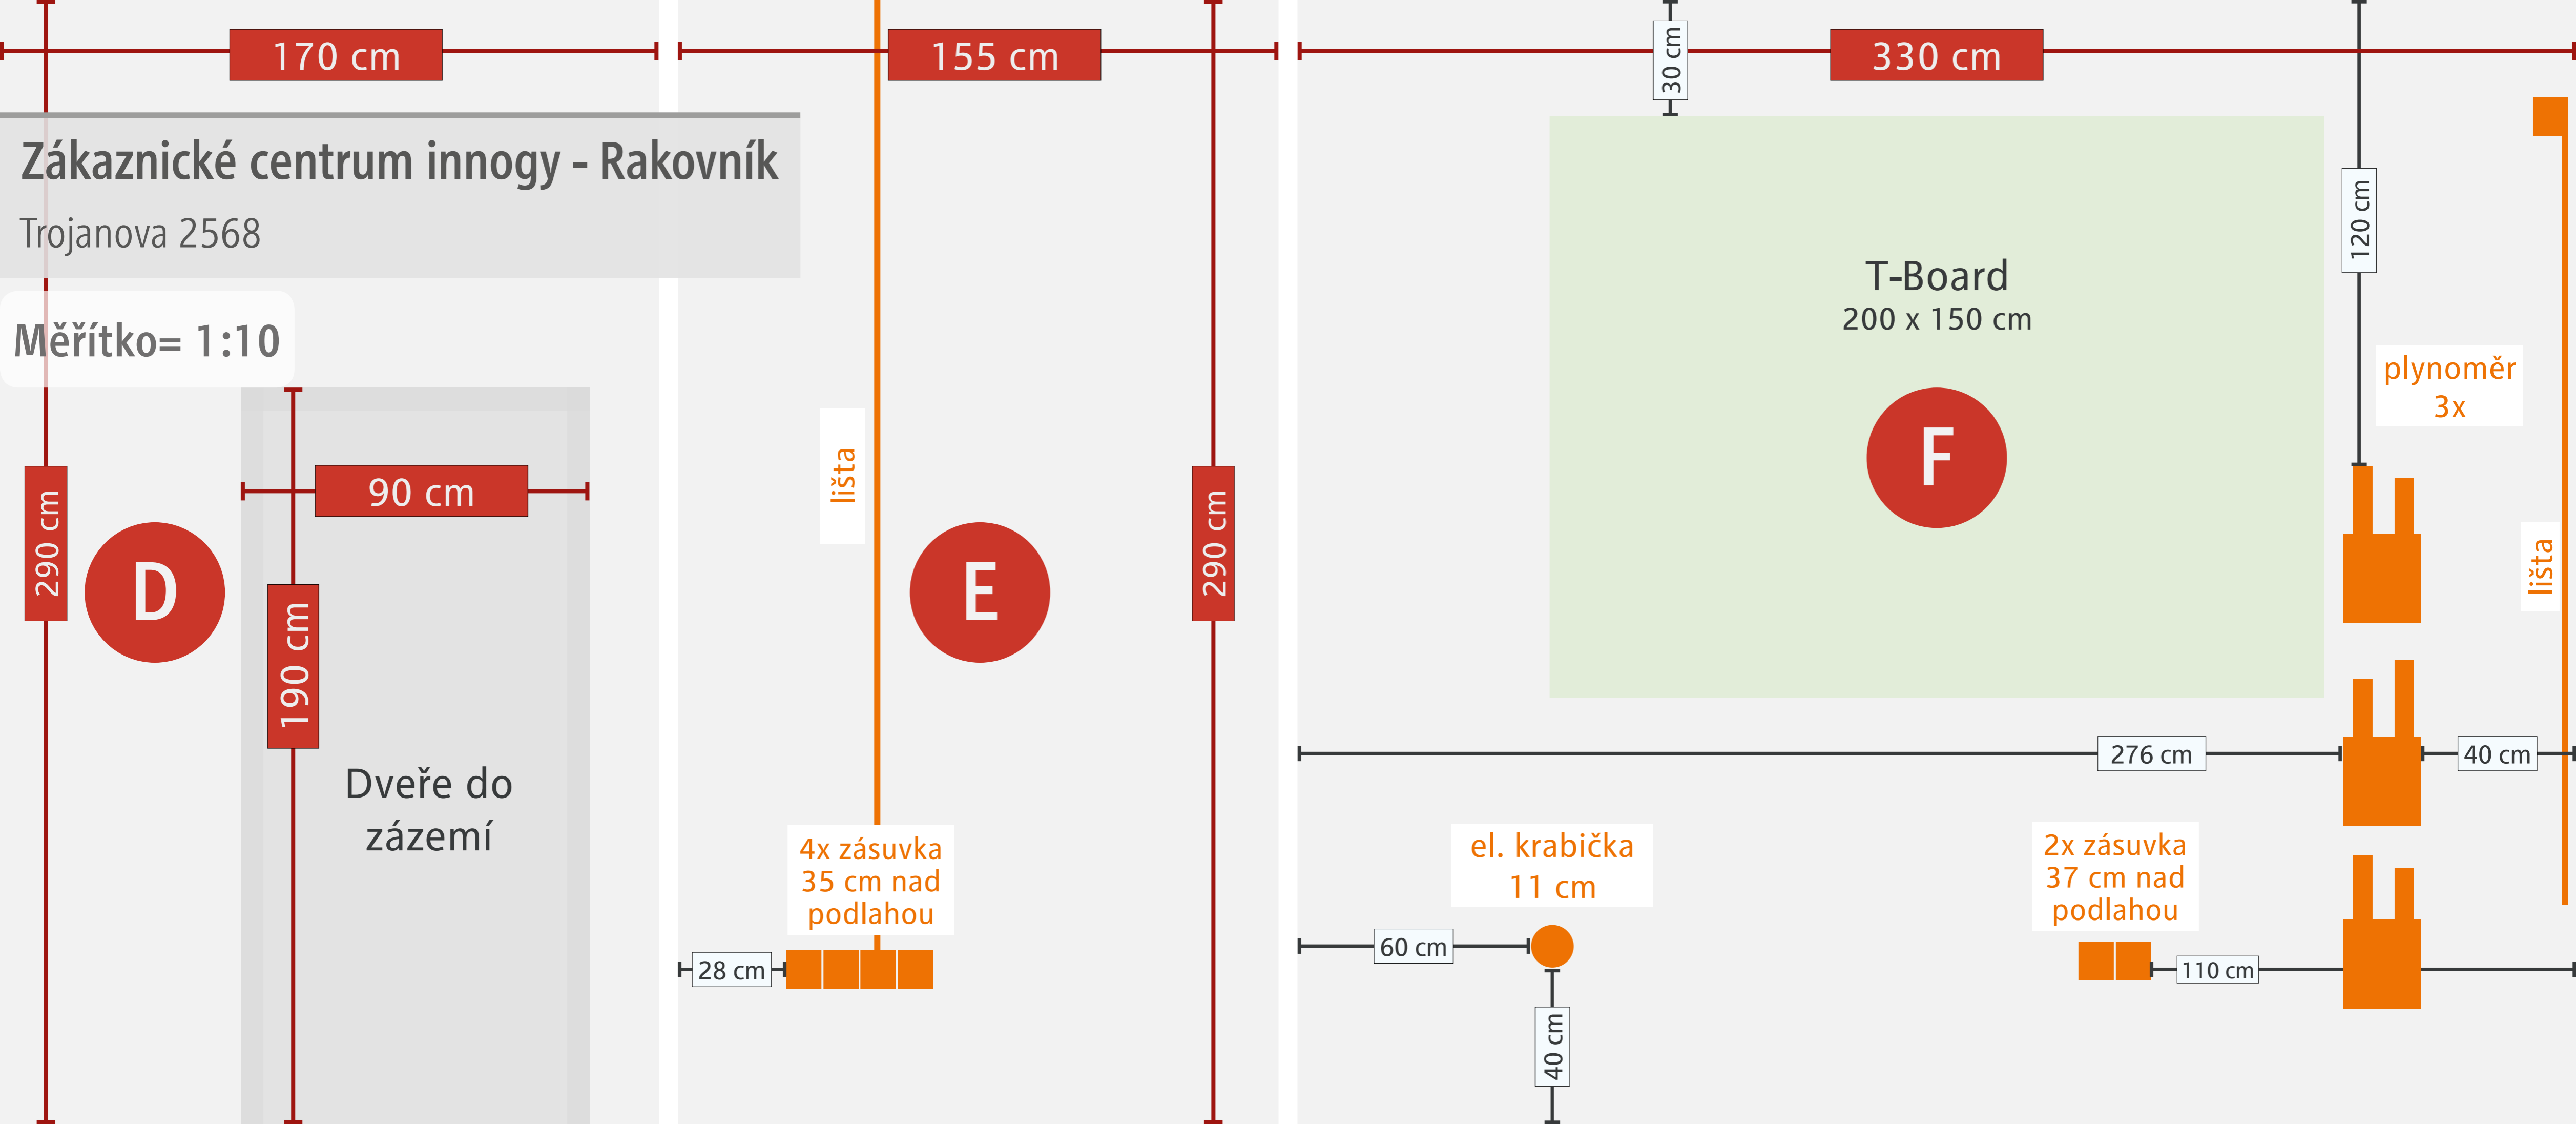 170 cm
155 cm
30 cm
330 cm
Zákaznické centrum innogy - Rakovník
Trojanova 2568
Měřítko= 1:10
290 cm
D
90 cm
190 cm
Dveře do
zázemí
lišta
E
290 cm
4x zásuvka
35 cm nad
podlahou
28 cm
T-Board
200 x 150 cm
F
120 cm
plynoměr
3x
lišta
276 cm
40 cm
el. krabička
11 cm
60 cm
40 cm
2x zásuvka
37 cm nad
podlahou
110 cm